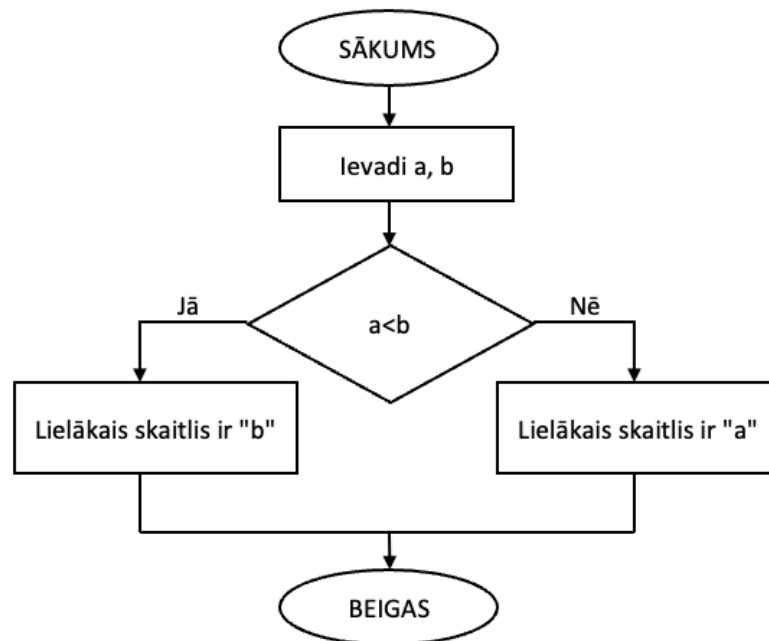 SĀKUMS
Ievadi a, b
Jā
Nē
a<b
Lielākais skaitlis ir "b"
Lielākais skaitlis ir "a"
BEIGAS